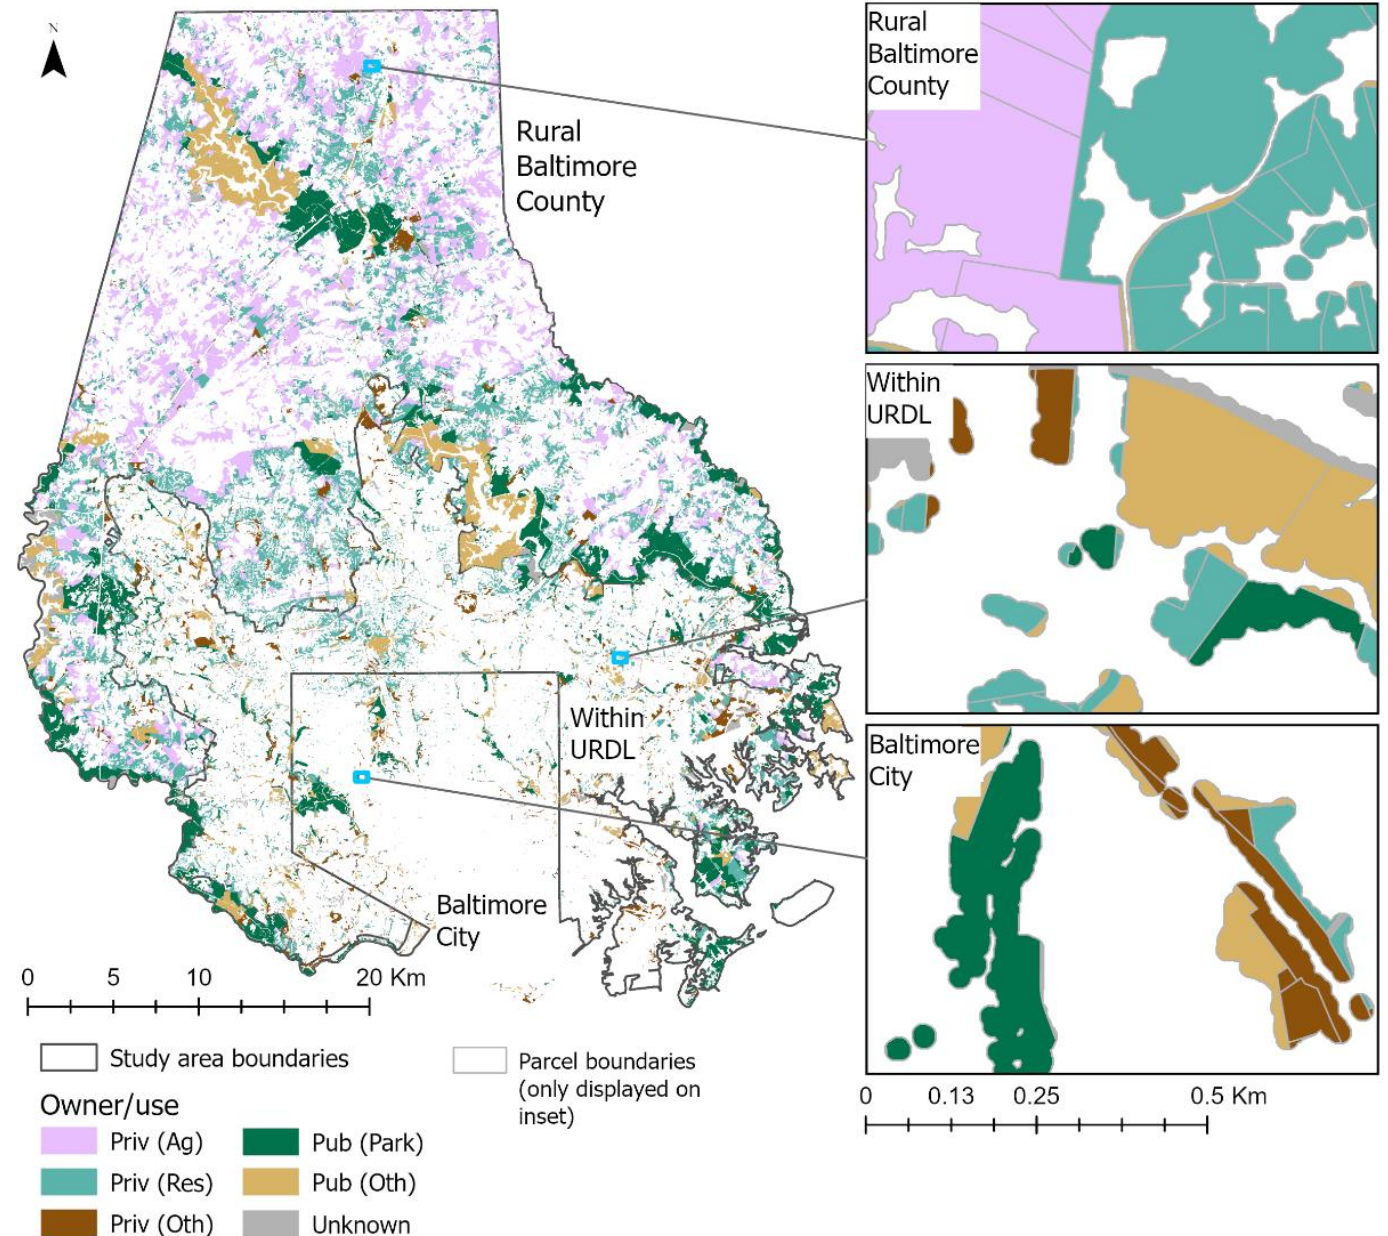 N
Rural
Baltimore
County
Within
URDL
Baltimore
City
0 5 10 20 Km
Study area boundaries
Parcel boundaries
(only displayed on
inset)
Owner/use
Priv (Ag)
Priv (Res)
Priv (Oth)
Pub (Park)
Pub (Oth)
Unknown
Rural
Baltimore
County
Within
URDL
Baltimore
City
0 0.13 0.25 0.5 Km